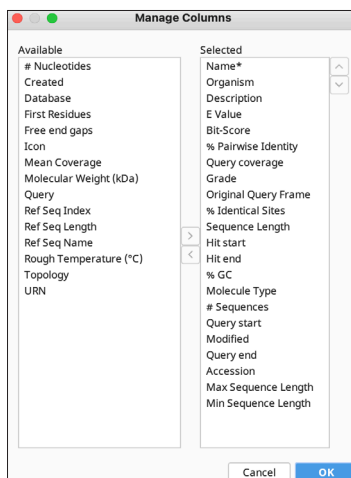 Manage Columns
Available
# Nucleotides
Created
Database
First Residues
Free end gaps
Icon
Mean Coverage
Molecular Weight (kDa)
Query
Ref Seq Index
Ref Seq Length
Ref Seq Name
Rough Temperature (°C)
Topology
URN
Selected
Name*
Organism
Description
E Value
Bit-Score
% Pairwise Identity
Query coverage
Grade
Original Query Frame
% Identical Sites
Sequence Length
Hit start
Hit end
% GC
Molecule Type
# Sequences
Query start
Modified
Query end
Accession
Max Sequence Length
Min Sequence Length
Cancel
OK